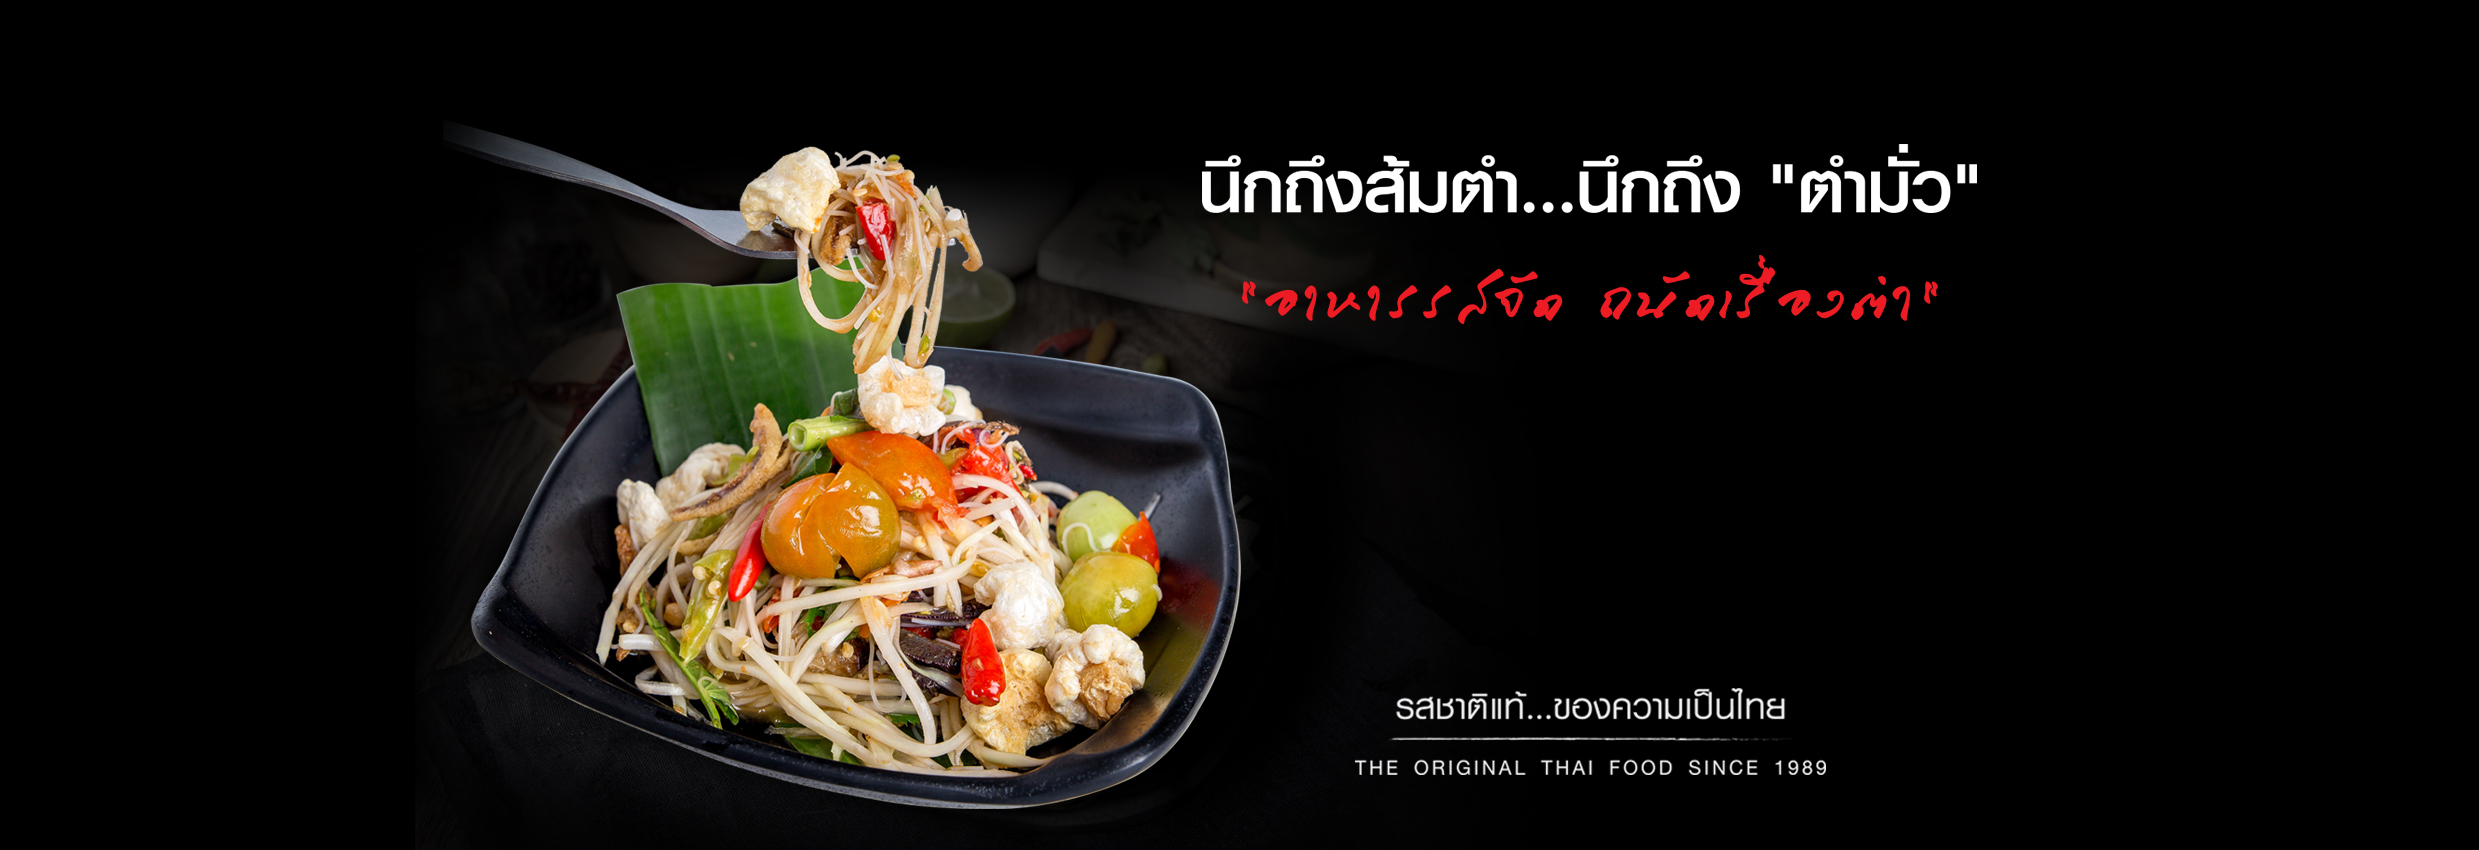 นึกถึงส้มตำ...นึกถึง "ตำมั่ว"
"อาหารรสจัด ถนัดเรื่องตำ"
รสชาติแท้...ของความเป็นไทย
THE ORIGINAL THAI FOOD SINCE 1989